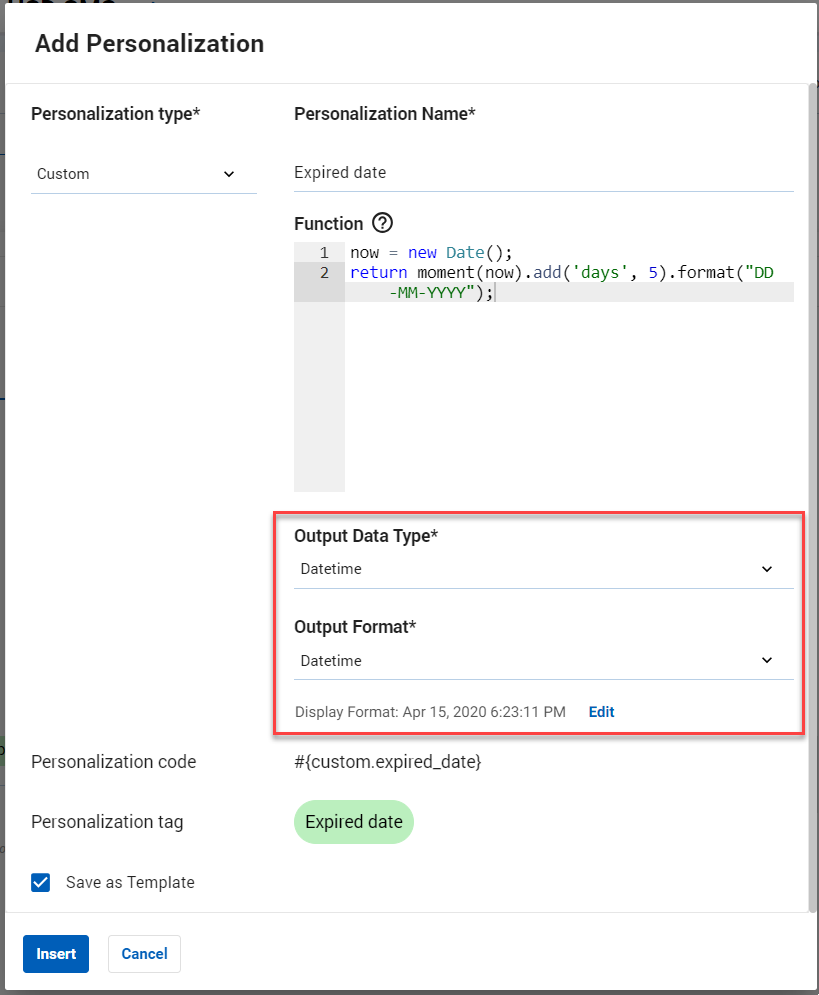 Add Personalization
Personalization type*
Personalization Name*
Custom
Expired date
Function ?
1 now = new Date();
2 return moment(now).add('days', 5).format("DD
-MM-YYYY");
Output Data Type*
Datetime
Output Format*
Datetime
Display Format: Apr 15, 2020 6:23:11 PM Edit
Personalization code
#{custom.expired_date}
Personalization tag
Expired date
Save as Template
Insert
Cancel